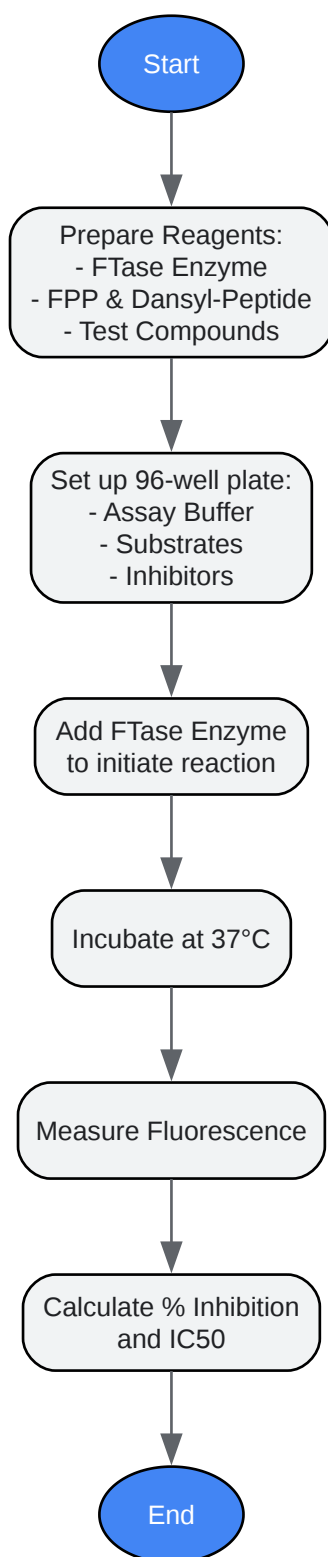 Start
Prepare Reagents:
- FTase Enzyme
- FPP & Dansyl-Peptide
- Test Compounds
Set up 96-well plate:
- Assay Buffer
- Substrates
- Inhibitors
Add FTase Enzyme
to initiate reaction
Incubate at 37°C
Measure Fluorescence
Calculate % Inhibition
and IC50
End